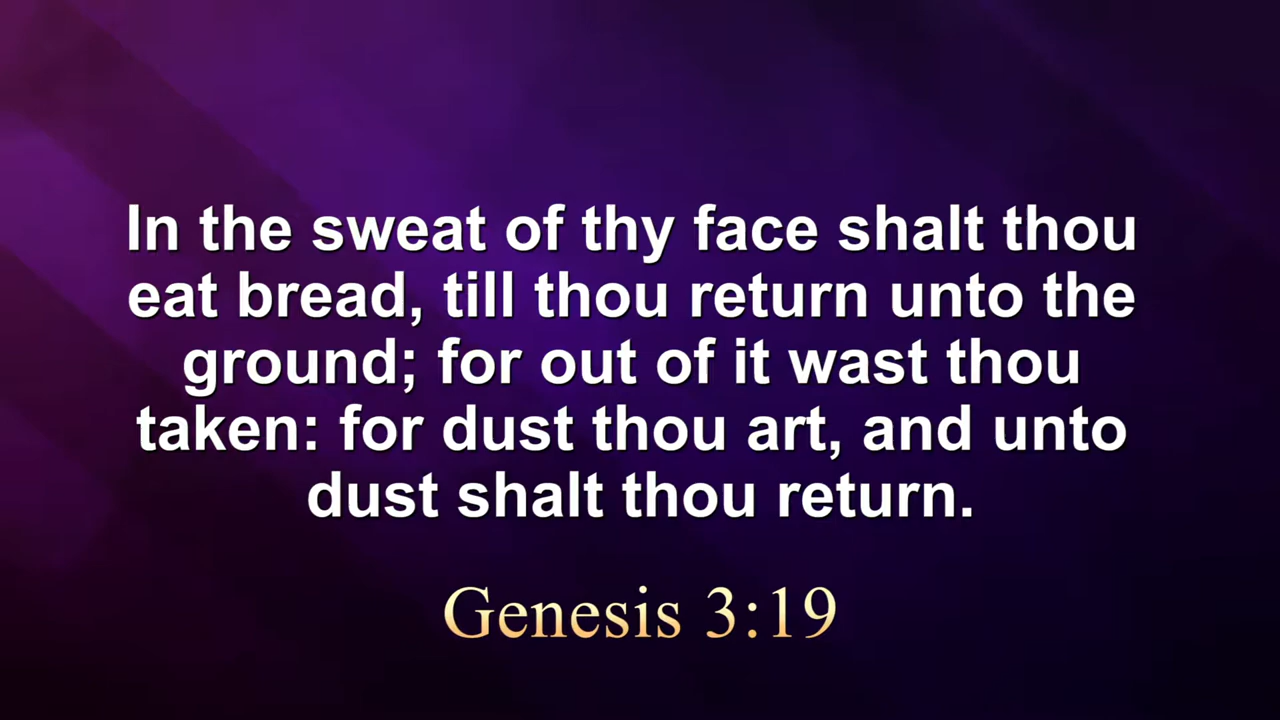 In the sweat of thy face shalt thou
eat bread, till thou return unto the
ground; for out of it wast thou
taken: for dust thou art, and unto
dust shalt thou return.
Genesis 3:19